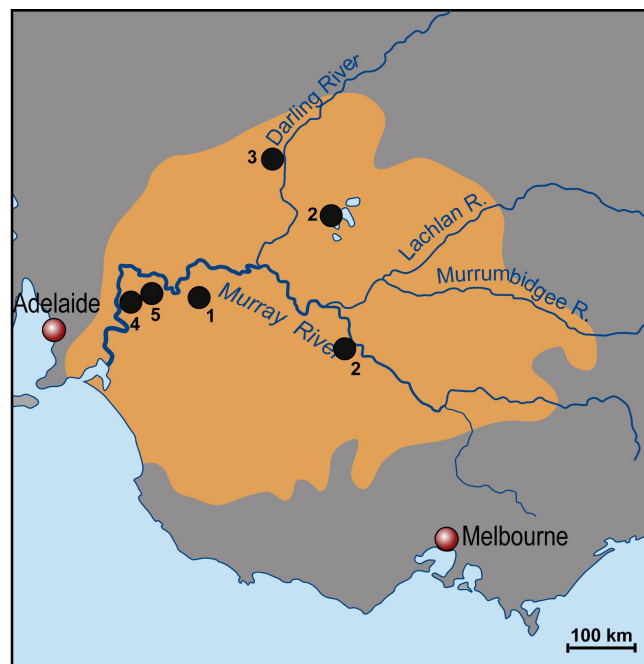 Darling River
3
2
Lachlan R.
Murrumbidgee R.
Adelaide
4
5
1
Murray River
2
Melbourne
100 km